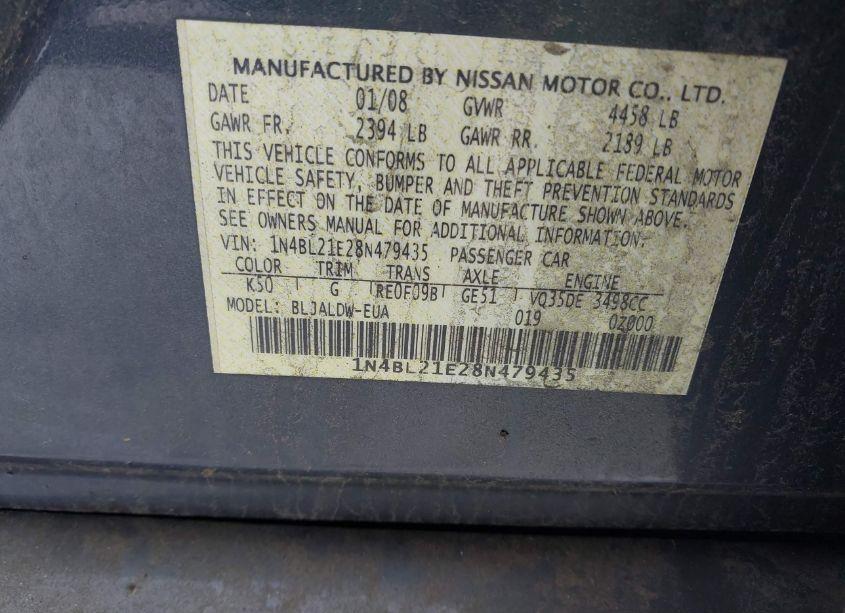 MANUFACTURED BY NISSAN MOTOR CO., LTD.
DATE 01/08 GVWR 4458 LB
GAWR FR. 2394 LB GAWR RR. 2189 LB
THIS VEHICLE CONFORMS TO ALL APPLICABLE FEDERAL MOTOR
VEHICLE SAFETY, BUMPER AND THEFT PREVENTION STANDARDS
IN EFFECT ON THE DATE OF MANUFACTURE SHOWN ABOVE.
SEE OWNERS MANUAL FOR ADDITIONAL INFORMATION.
VIN: 1N4BL21E28N479435 PASSENGER CAR
COLOR TRIM TRANS AXLE ENGINE
K50 G RE0F09B GE51 VQ35DE 3498CC
MODEL: BLJALDW-EUA 019 0Z000
1N4BL21E28N479435